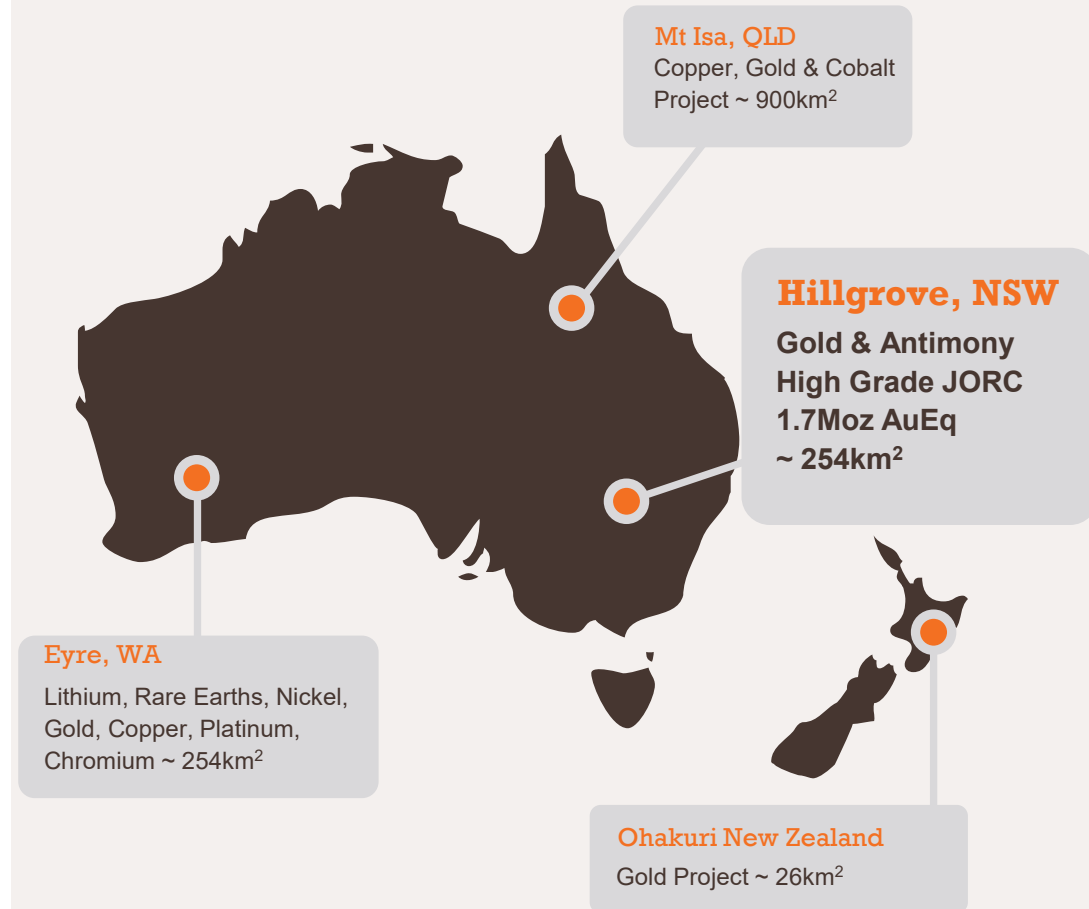 Mt Isa, QLD
Copper, Gold & Cobalt
Project ~ 900km²
Hillgrove, NSW
Gold & Antimony
High Grade JORC
1.7Moz AuEq
~ 254km²
Eyre, WA
Lithium, Rare Earths, Nickel,
Gold, Copper, Platinum,
Chromium ~ 254km²
Ohakuri New Zealand
Gold Project ~ 26km²